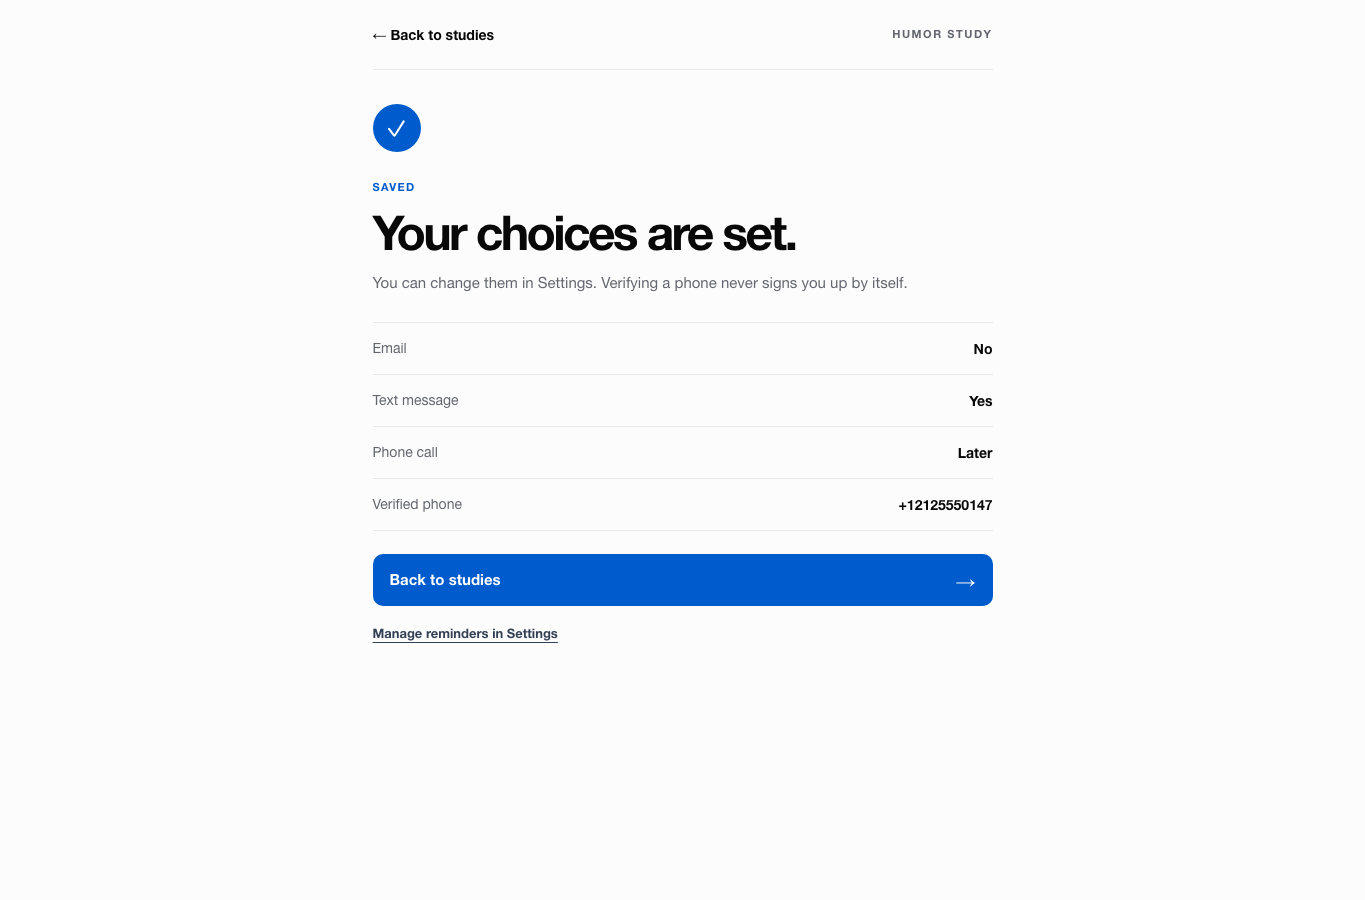 ← Back to studies
HUMOR STUDY
SAVED
Your choices are set.
You can change them in Settings. Verifying a phone never signs you up by itself.
Email
No
Text message
Yes
Phone call
Later
Verified phone
+12125550147
Back to studies →
Manage reminders in Settings